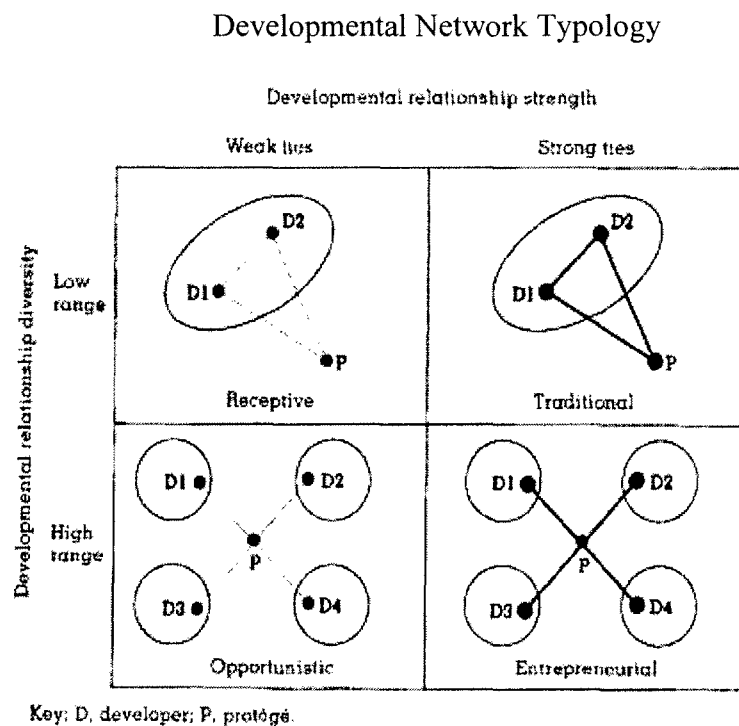 Developmental Network Typology
Developmental relationship strength
Weak ties
Strong ties
Developmental relationship diversity
Low
range
D2
D1
P
Receptive
D2
D1
P
Traditional
High
range
D1
D2
P
D3
D4
Opportunistic
D1
D2
P
D3
D4
Entrepreneurial
Key: D, developer; P, protégé.